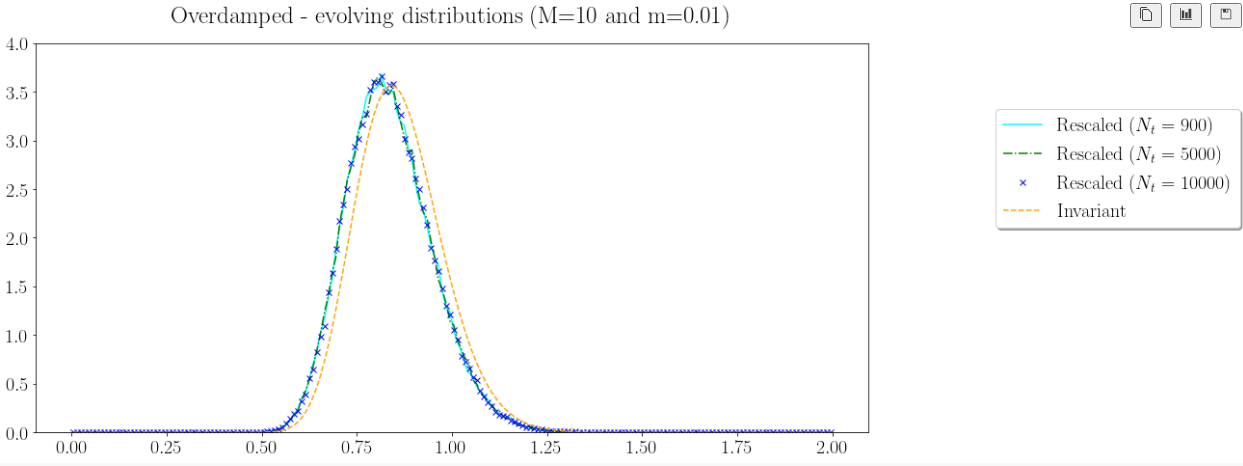 Overdamped - evolving distributions (M=10 and m=0.01)
4.0
3.5
3.0
2.5
2.0
1.5
1.0
0.5
0.0
0.00 0.25 0.50 0.75 1.00 1.25 1.50 1.75 2.00
Rescaled (N_t = 900)
Rescaled (N_t = 5000)
Rescaled (N_t = 10000)
Invariant